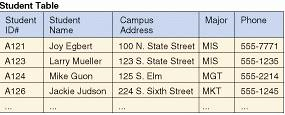 Student Table
Student ID# Student Name Campus Address Major Phone
A121 Joy Egbert 100 N. State Street MIS 555-7771
A123 Larry Mueller 123 S. State Street MIS 555-1235
A124 Mike Guon 125 S. Elm MGT 555-2214
A126 Jackie Judson 224 S. Sixth Street MKT 555-1245
... ... ... ... ...